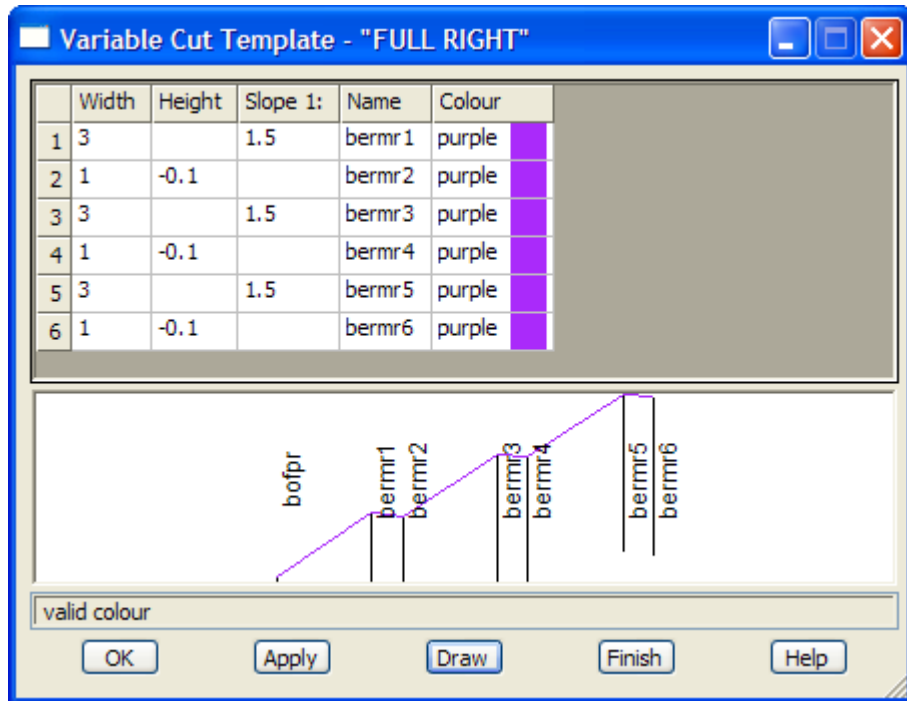 Variable Cut Template - "FULL RIGHT"
Width Height Slope 1: Name Colour
1 3 1.5 bermr1 purple
2 1 -0.1 bermr2 purple
3 3 1.5 bermr3 purple
4 1 -0.1 bermr4 purple
5 3 1.5 bermr5 purple
6 1 -0.1 bermr6 purple
bofpr
bermr1
bermr2
bermr3
bermr4
bermr5
bermr6
valid colour
OK Apply Draw Finish Help